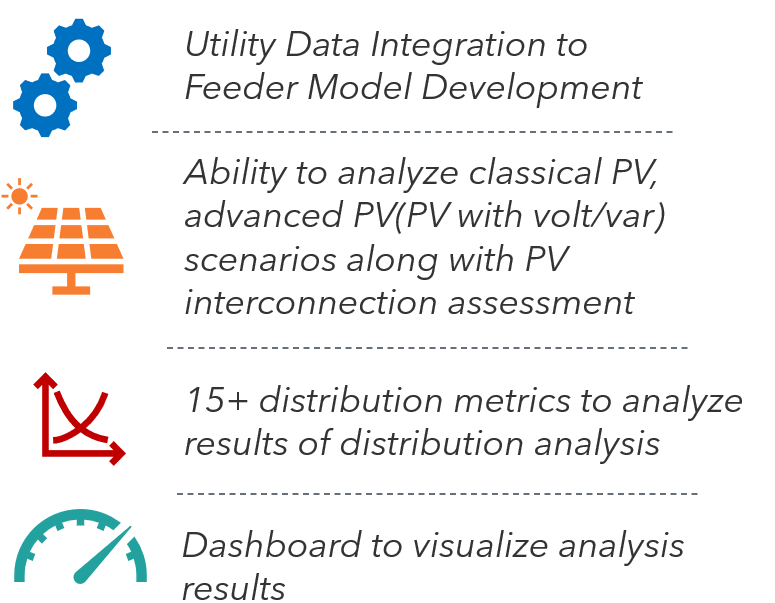 Utility Data Integration to
Feeder Model Development
Ability to analyze classical PV,
advanced PV(PV with volt/var)
scenarios along with PV
interconnection assessment
15+ distribution metrics to analyze
results of distribution analysis
Dashboard to visualize analysis
results